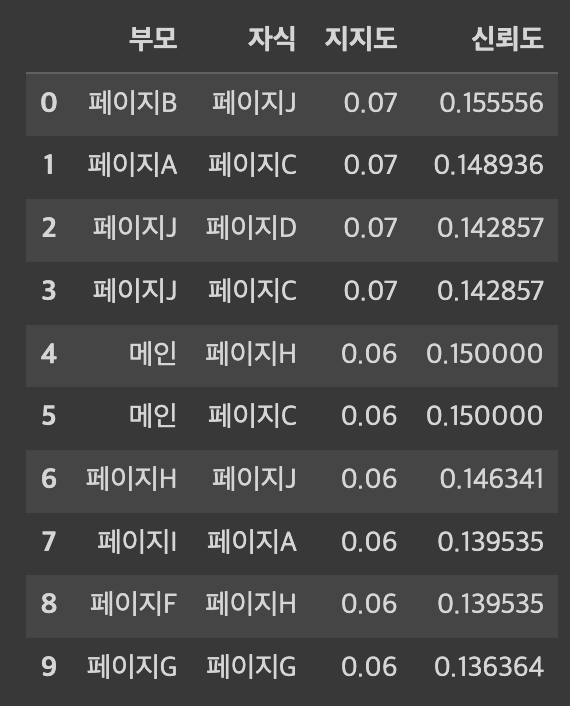 부모 자식 지지도 신뢰도
0 페이지B 페이지J 0.07 0.155556
1 페이지A 페이지C 0.07 0.148936
2 페이지J 페이지D 0.07 0.142857
3 페이지J 페이지C 0.07 0.142857
4 메인 페이지H 0.06 0.150000
5 메인 페이지C 0.06 0.150000
6 페이지H 페이지J 0.06 0.146341
7 페이지I 페이지A 0.06 0.139535
8 페이지F 페이지H 0.06 0.139535
9 페이지G 페이지G 0.06 0.136364